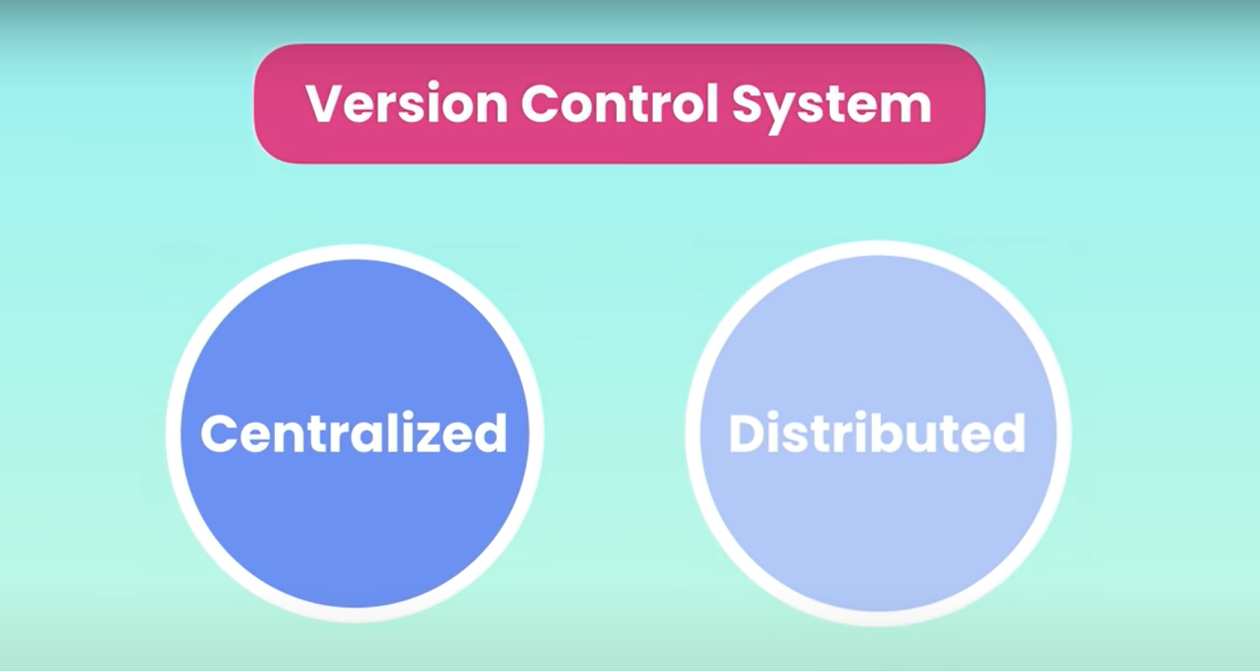 Version Control System
Centralized
Distributed